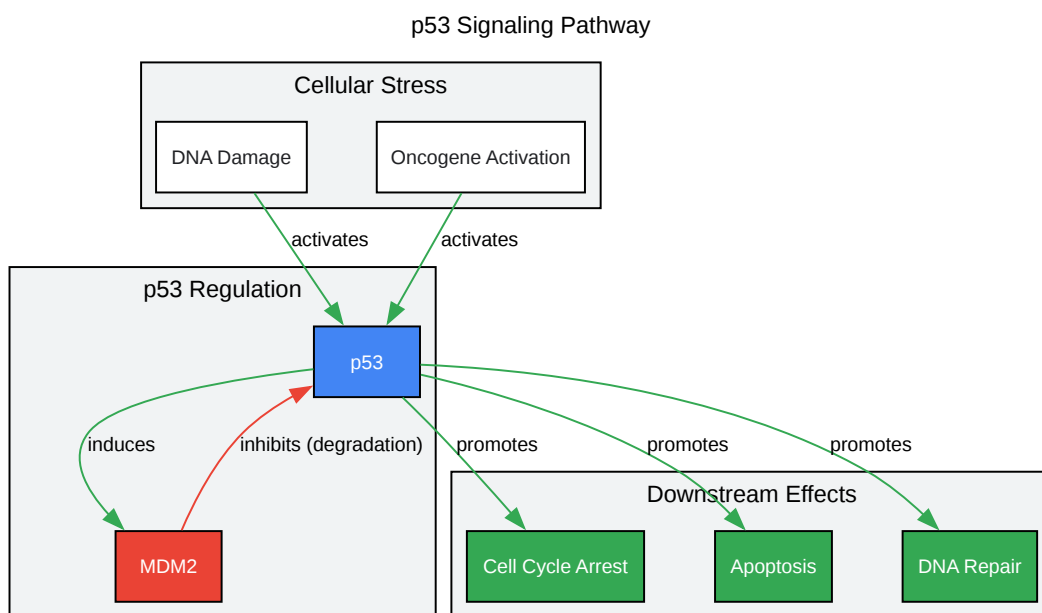 p53 Signaling Pathway
Cellular Stress
DNA Damage
Oncogene Activation
activates
activates
p53 Regulation
p53
induces
inhibits (degradation)
promotes
promotes
promotes
Downstream Effects
MDM2
Cell Cycle Arrest
Apoptosis
DNA Repair